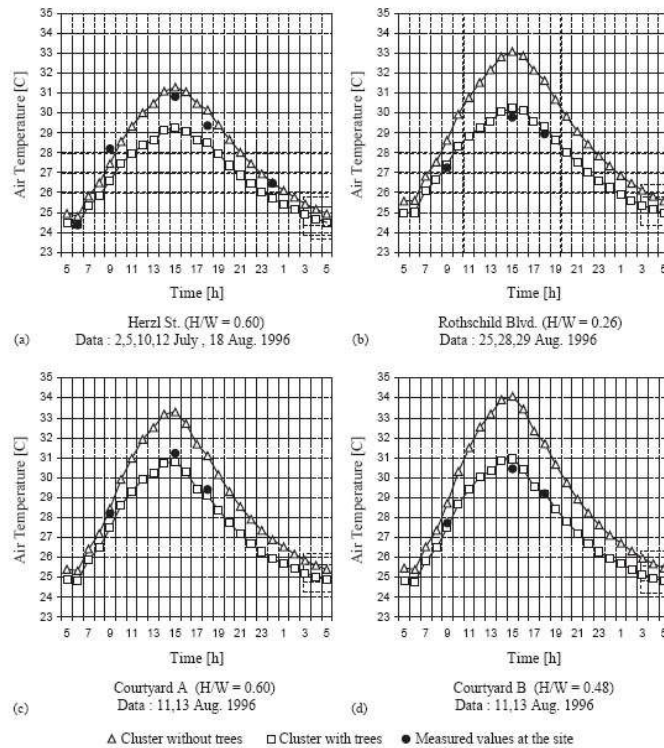 35
34
33
32
31
30
29
28
27
26
25
24
23
Air Temperature [C]
5 7 9 11 13 15 17 19 21 23 1 3 5
Time [h]
(a)
Herzl St. (H/W = 0.60)
Data : 2,5,10,12 July , 18 Aug. 1996
35
34
33
32
31
30
29
28
27
26
25
24
23
Air Temperature [C]
5 7 9 11 13 15 17 19 21 23 1 3 5
Time [h]
(b)
Rothschild Blvd. (H/W = 0.26)
Data : 25,28,29 Aug. 1996
35
34
33
32
31
30
29
28
27
26
25
24
23
Air Temperature [C]
5 7 9 11 13 15 17 19 21 23 1 3 5
Time [h]
(c)
Courtyard A (H/W = 0.60)
Data : 11,13 Aug. 1996
35
34
33
32
31
30
29
28
27
26
25
24
23
Air Temperature [C]
5 7 9 11 13 15 17 19 21 23 1 3 5
Time [h]
(d)
Courtyard B (H/W = 0.48)
Data : 11,13 Aug. 1996
Cluster without trees Cluster with trees Measured values at the site